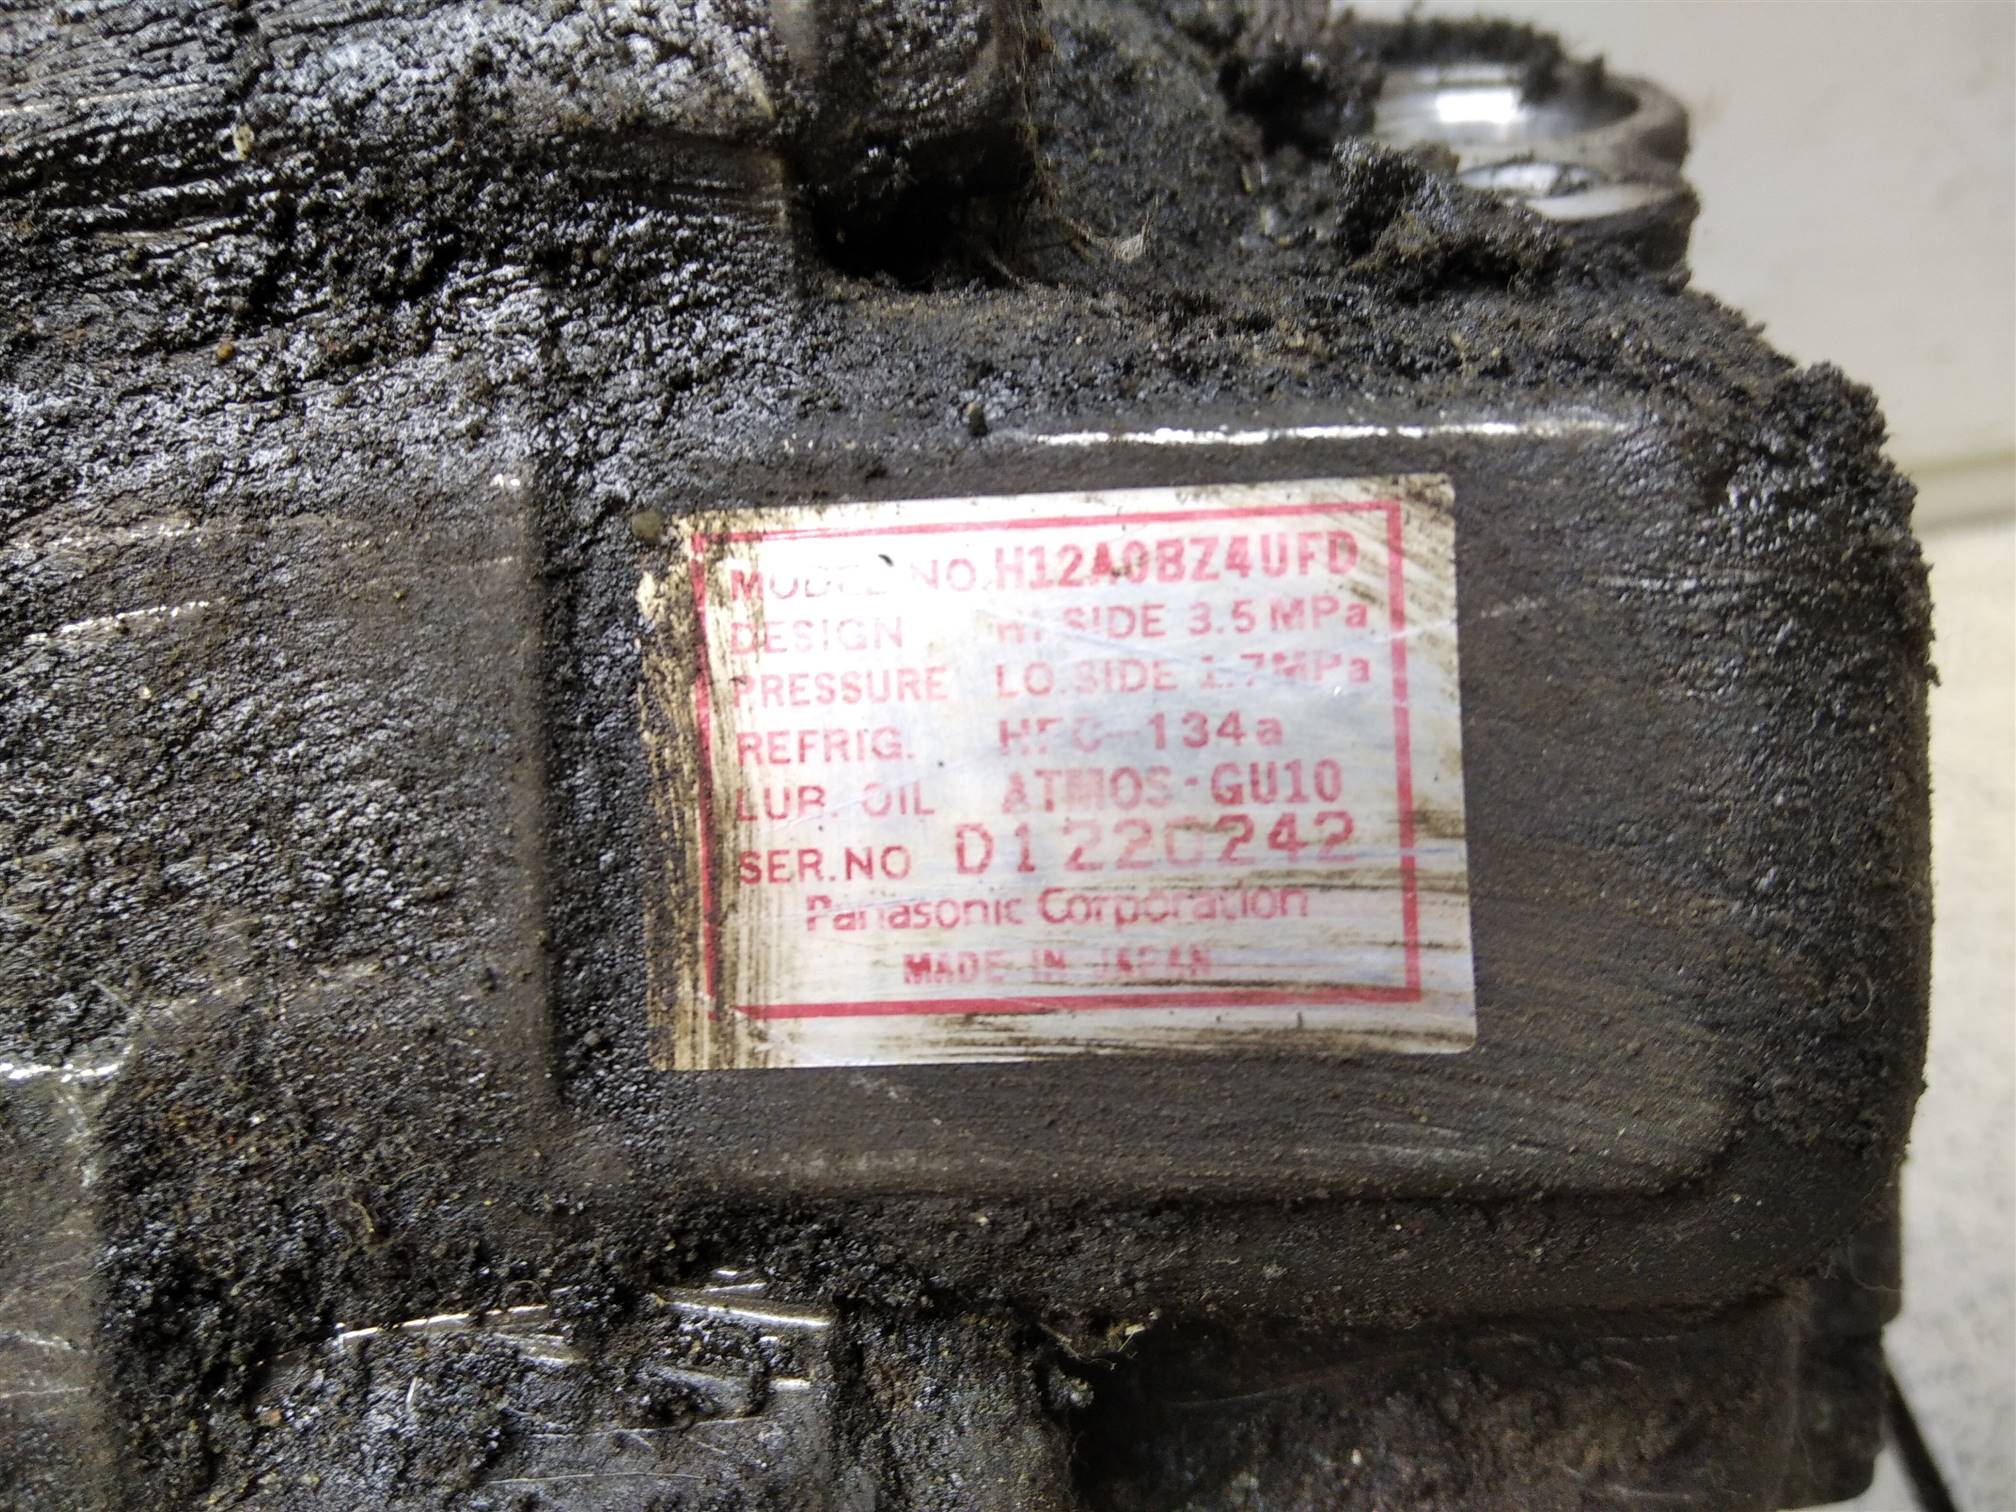 MODEL NO. H12A0BZ4UFD
DESIGN HI.SIDE 3.5 MPa
PRESSURE LO.SIDE 1.7MPa
REFRIG. HFC-134a
LUB. OIL ATMOS-GU10
SER.NO D1220242
Panasonic Corporation
MADE IN JAPAN